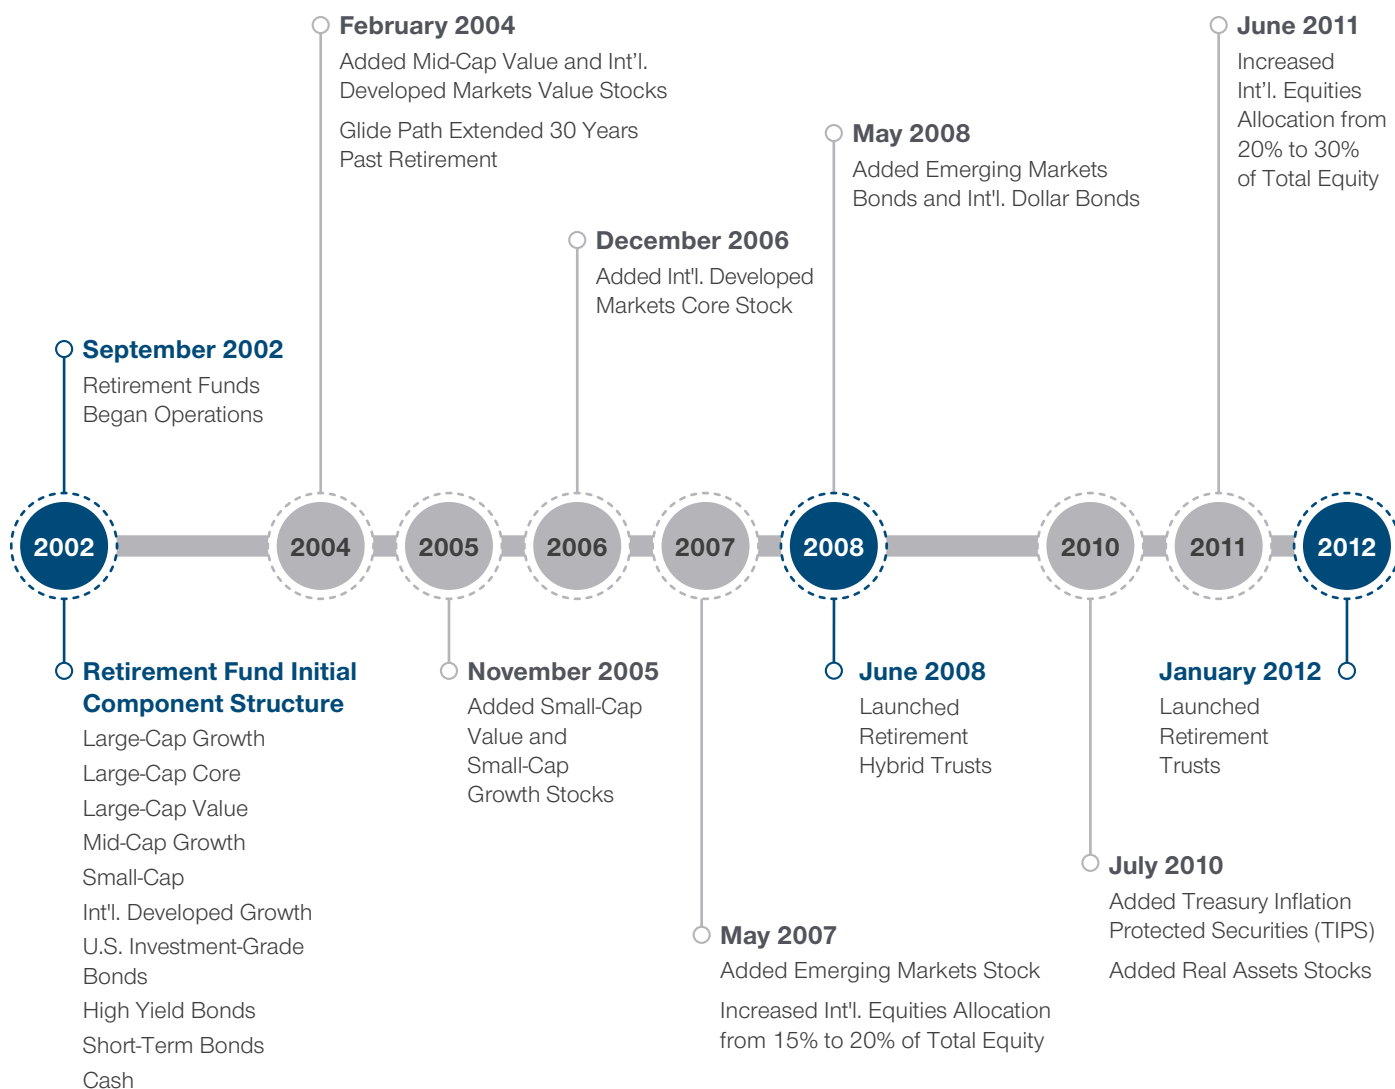 February 2004
Added Mid-Cap Value and Int’l.
Developed Markets Value Stocks
Glide Path Extended 30 Years
Past Retirement
June 2011
Increased
Int’l. Equities
Allocation from
20% to 30%
of Total Equity
May 2008
Added Emerging Markets
Bonds and Int'l. Dollar Bonds
December 2006
Added Int'l. Developed
Markets Core Stock
September 2002
Retirement Funds
Began Operations
2002
2004
2005
2006
2007
2008
2010
2011
2012
Retirement Fund Initial
Component Structure
Large-Cap Growth
Large-Cap Core
Large-Cap Value
Mid-Cap Growth
Small-Cap
Int'l. Developed Growth
U.S. Investment-Grade
Bonds
High Yield Bonds
Short-Term Bonds
Cash
November 2005
Added Small-Cap
Value and
Small-Cap
Growth Stocks
May 2007
Added Emerging Markets Stock
Increased Int'l. Equities Allocation
from 15% to 20% of Total Equity
June 2008
Launched
Retirement
Hybrid Trusts
July 2010
Added Treasury Inflation
Protected Securities (TIPS)
Added Real Assets Stocks
January 2012
Launched
Retirement
Trusts